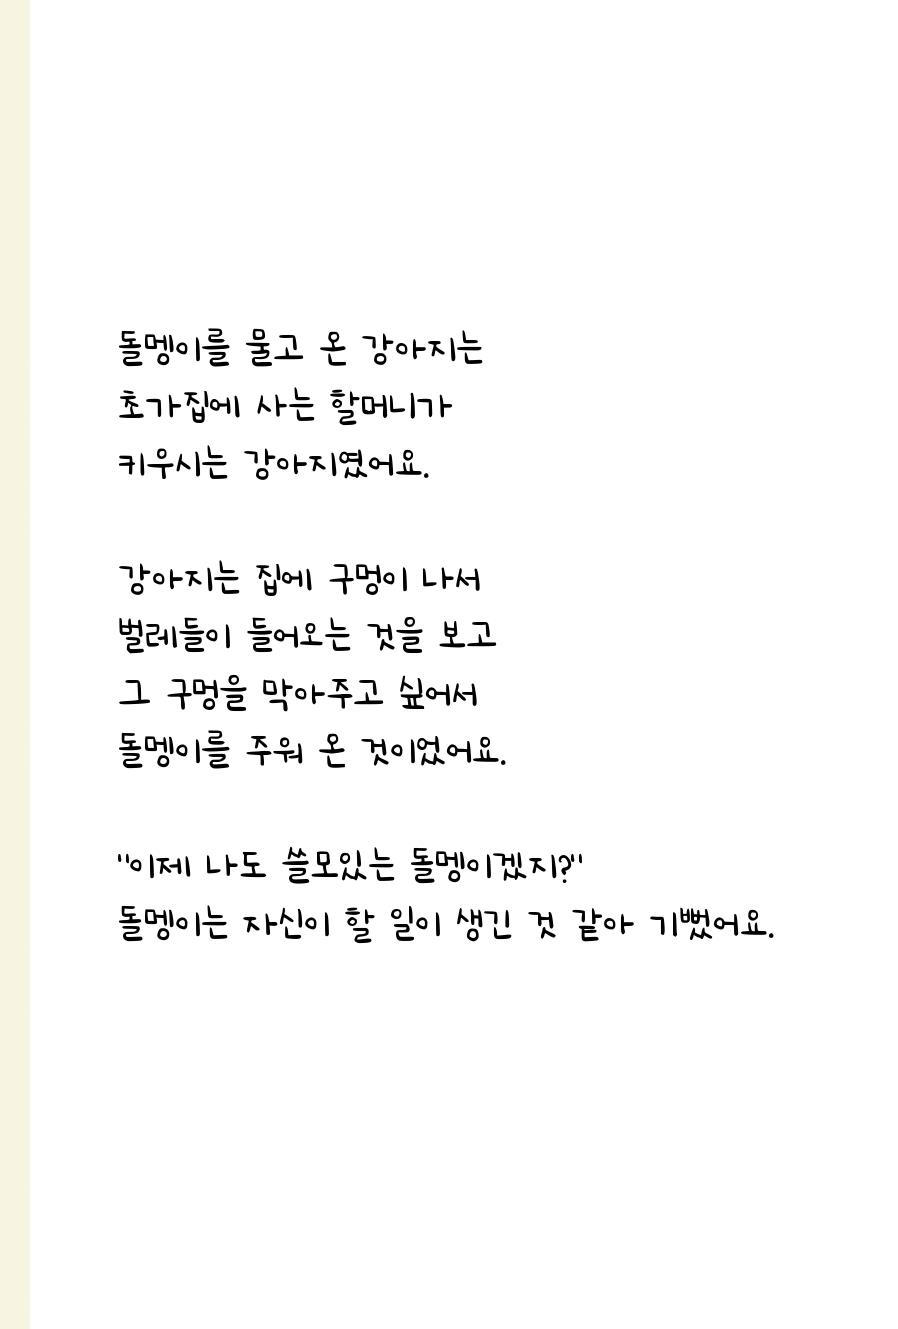 돌멩이를 물고 온 강아지는
초가집에 사는 할머니가
키우시는 강아지였어요.
강아지는 집에 구멍이 나서
벌레들이 들어오는 것을 보고
그 구멍을 막아주고 싶어서
돌멩이를 주워 온 것이었어요.
"이제 나도 쓸모있는 돌멩이겠지?"
돌멩이는 자신이 할 일이 생긴 것 같아 기뻤어요.